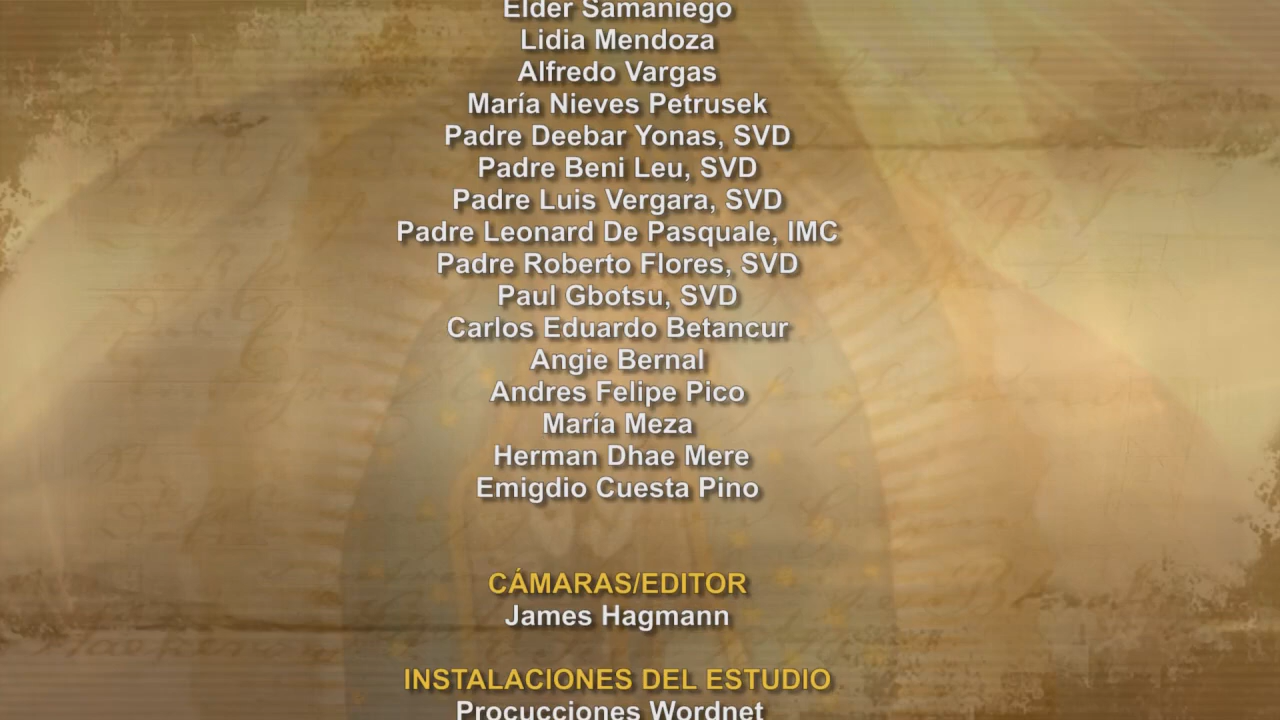 Elder Samaniego
Lidia Mendoza
Alfredo Vargas
María Nieves Petrusek
Padre Deebar Yonas, SVD
Padre Beni Leu, SVD
Padre Luis Vergara, SVD
Padre Leonard De Pasquale, IMC
Padre Roberto Flores, SVD
Paul Gbotsu, SVD
Carlos Eduardo Betancur
Angie Bernal
Andres Felipe Pico
María Meza
Herman Dhae Mere
Emigdio Cuesta Pino
CÁMARAS/EDITOR
James Hagmann
INSTALACIONES DEL ESTUDIO
Procucciones Wordnet